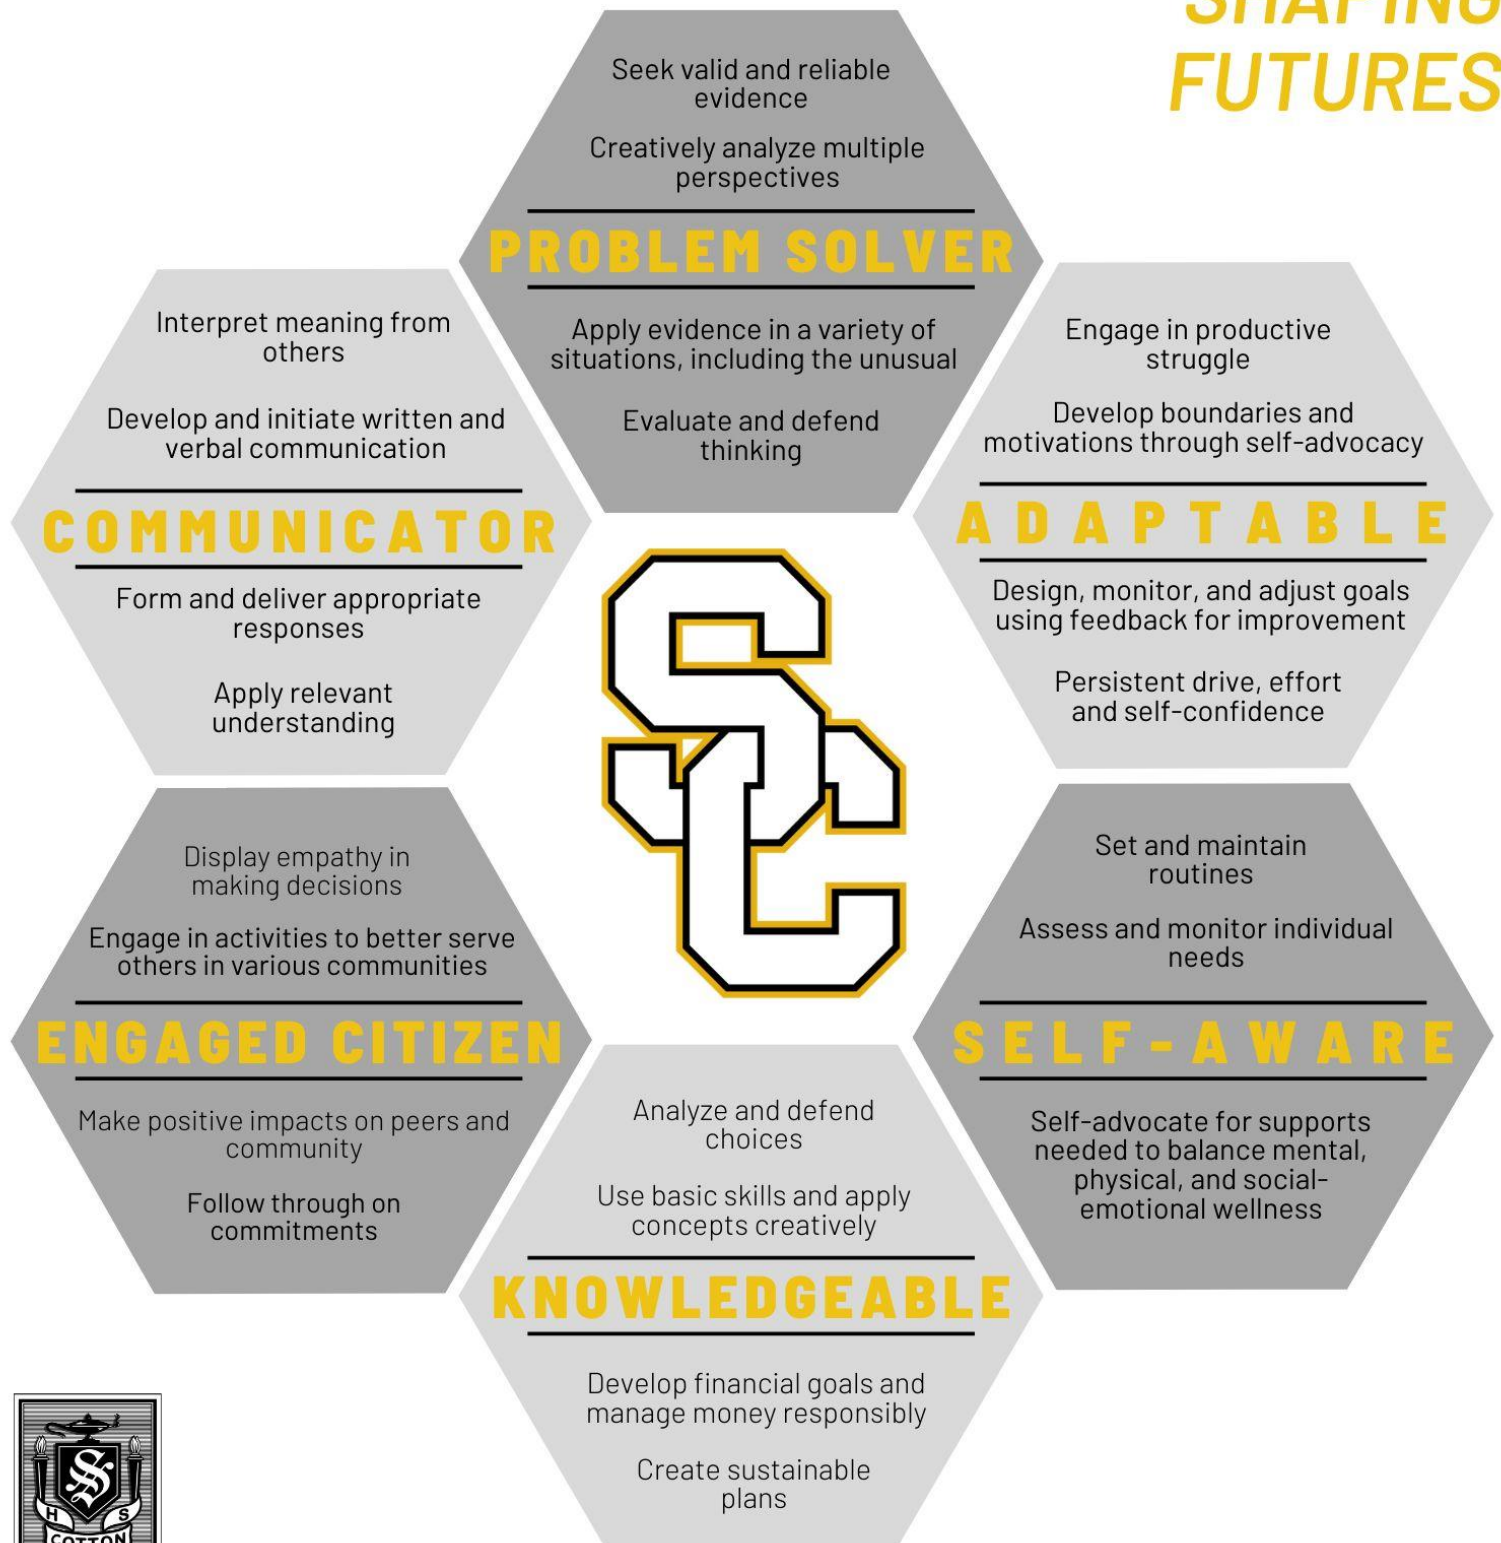 SHAPING
FUTURES
Seek valid and reliable
evidence
Creatively analyze multiple
perspectives
PROBLEM SOLVER
Apply evidence in a variety of
situations, including the unusual
Evaluate and defend
thinking
Interpret meaning from
others
Develop and initiate written and
verbal communication
COMMUNICATOR
Form and deliver appropriate
responses
Apply relevant
understanding
Engage in productive
struggle
Develop boundaries and
motivations through self-advocacy
ADAPTABLE
Design, monitor, and adjust goals
using feedback for improvement
Persistent drive, effort
and self-confidence
SC
Display empathy in
making decisions
Engage in activities to better serve
others in various communities
ENGAGED CITIZEN
Make positive impacts on peers and
community
Follow through on
commitments
Set and maintain
routines
Assess and monitor individual
needs
SELF-AWARE
Self-advocate for supports
needed to balance mental,
physical, and social-
emotional wellness
Analyze and defend
choices
Use basic skills and apply
concepts creatively
KNOWLEDGEABLE
Develop financial goals and
manage money responsibly
Create sustainable
plans
S
H S
COTTON